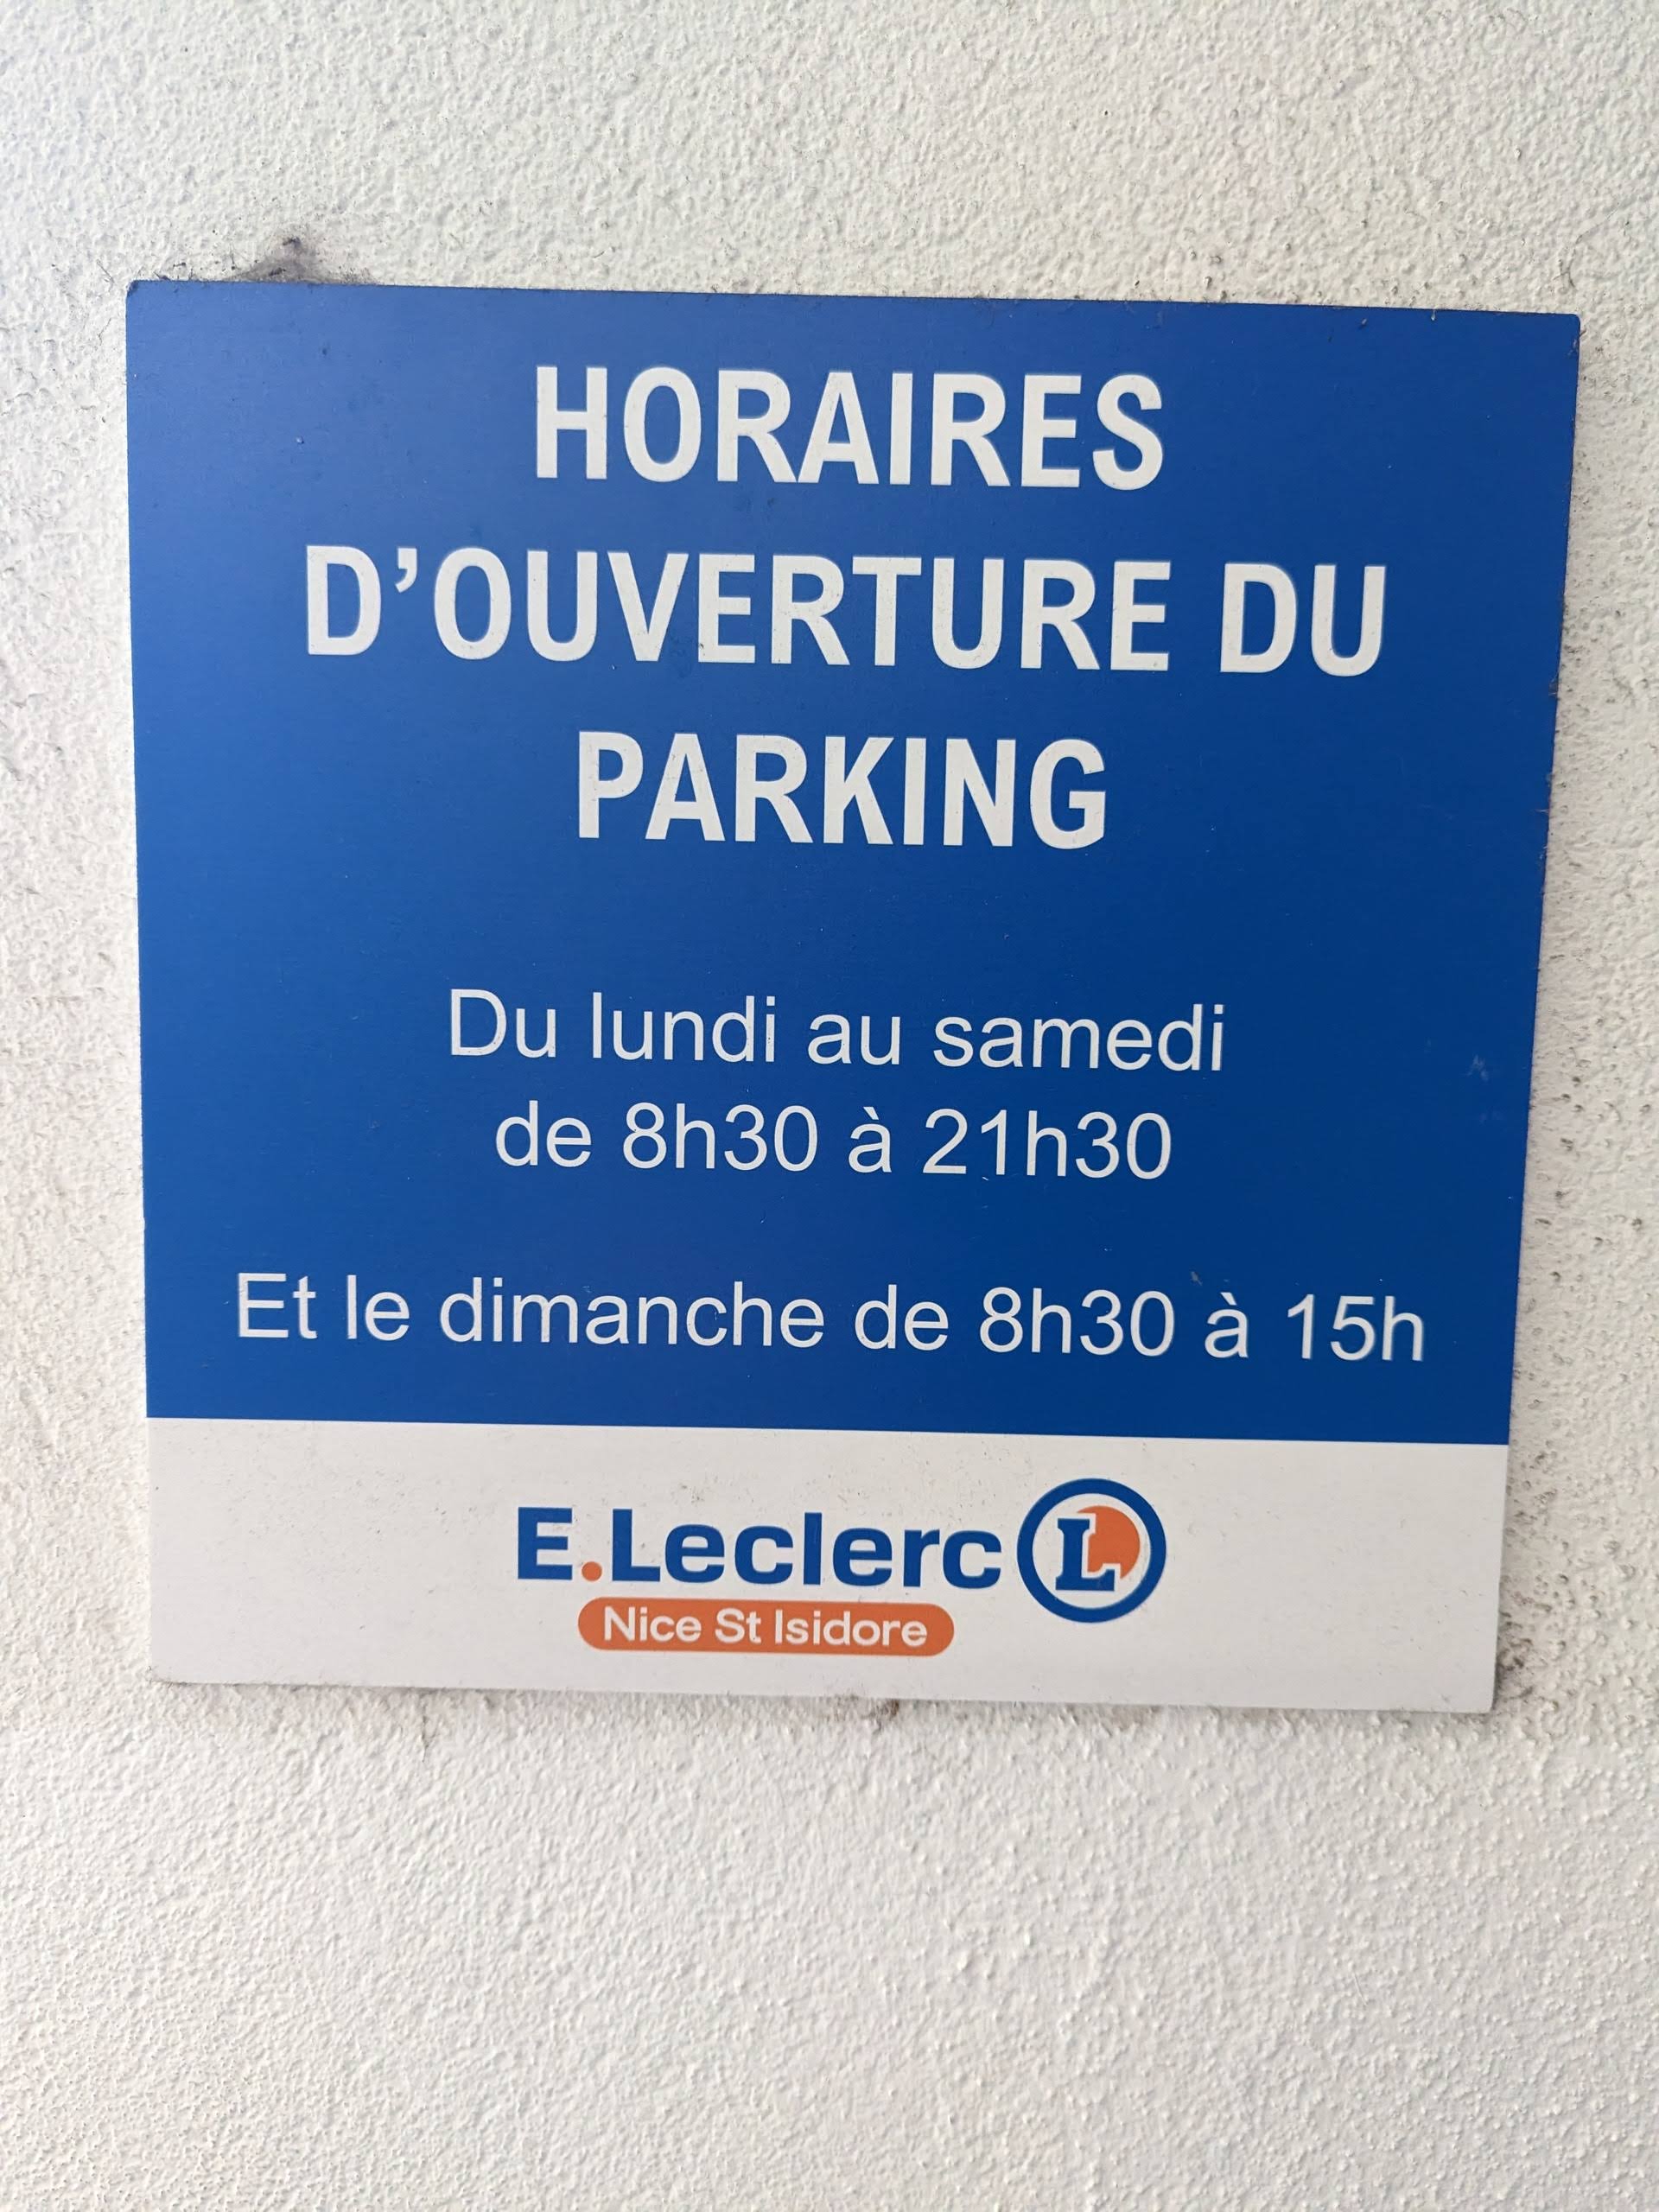 HORAIRES
D’OUVERTURE DU
PARKING
Du lundi au samedi
de 8h30 à 21h30
Et le dimanche de 8h30 à 15h
E.Leclerc L
Nice St Isidore